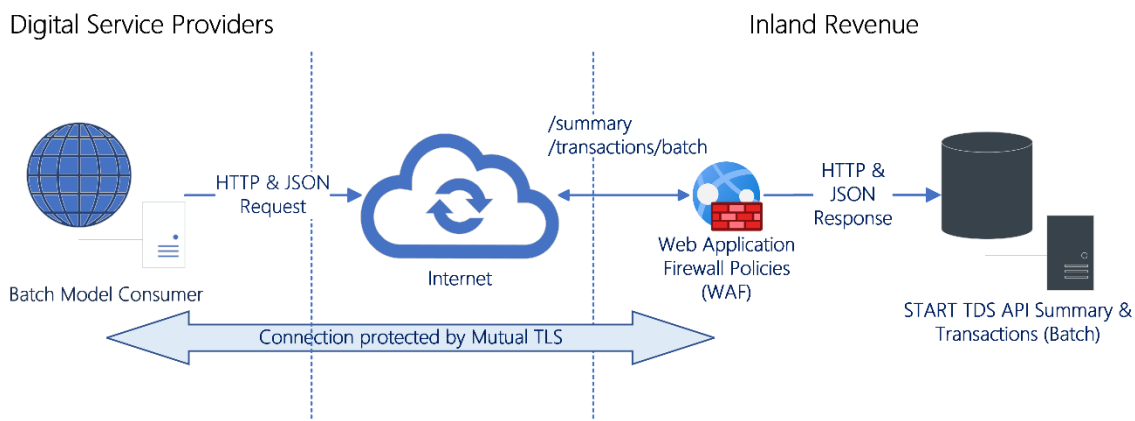 Digital Service Providers
Inland Revenue
/summary
/transactions/batch
HTTP & JSON
Request
HTTP &
JSON
Response
Internet
Web Application
Firewall Policies
(WAF)
Batch Model Consumer
START TDS API Summary &
Transactions (Batch)
Connection protected by Mutual TLS